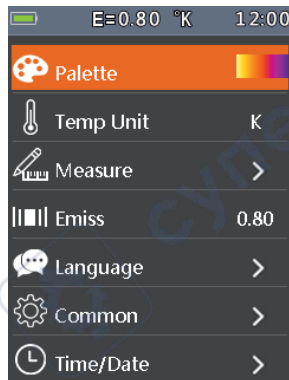 E=0.80 °K 12:00
Palette
Temp Unit K
Measure
Emiss 0.80
Language
Common
Time/Date